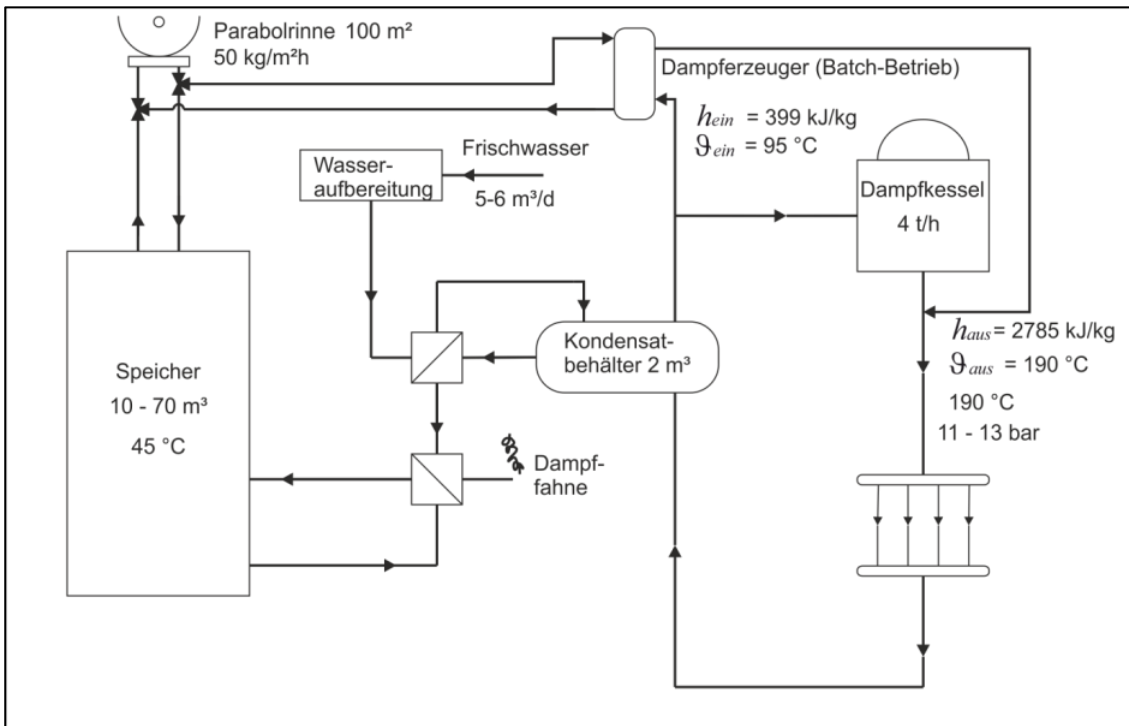 Parabolrinne 100 m²
50 kg/m²h
Dampferzeuger (Batch-Betrieb)
h_ein = 399 kJ/kg
ϑ_ein = 95 °C
Frischwasser
5-6 m³/d
Wasser-
aufbereitung
Dampfkessel
4 t/h
Kondensat-
behälter 2 m³
h_aus = 2785 kJ/kg
ϑ_aus = 190 °C
190 °C
11 - 13 bar
Speicher
10 - 70 m³
45 °C
Dampf-
fahne